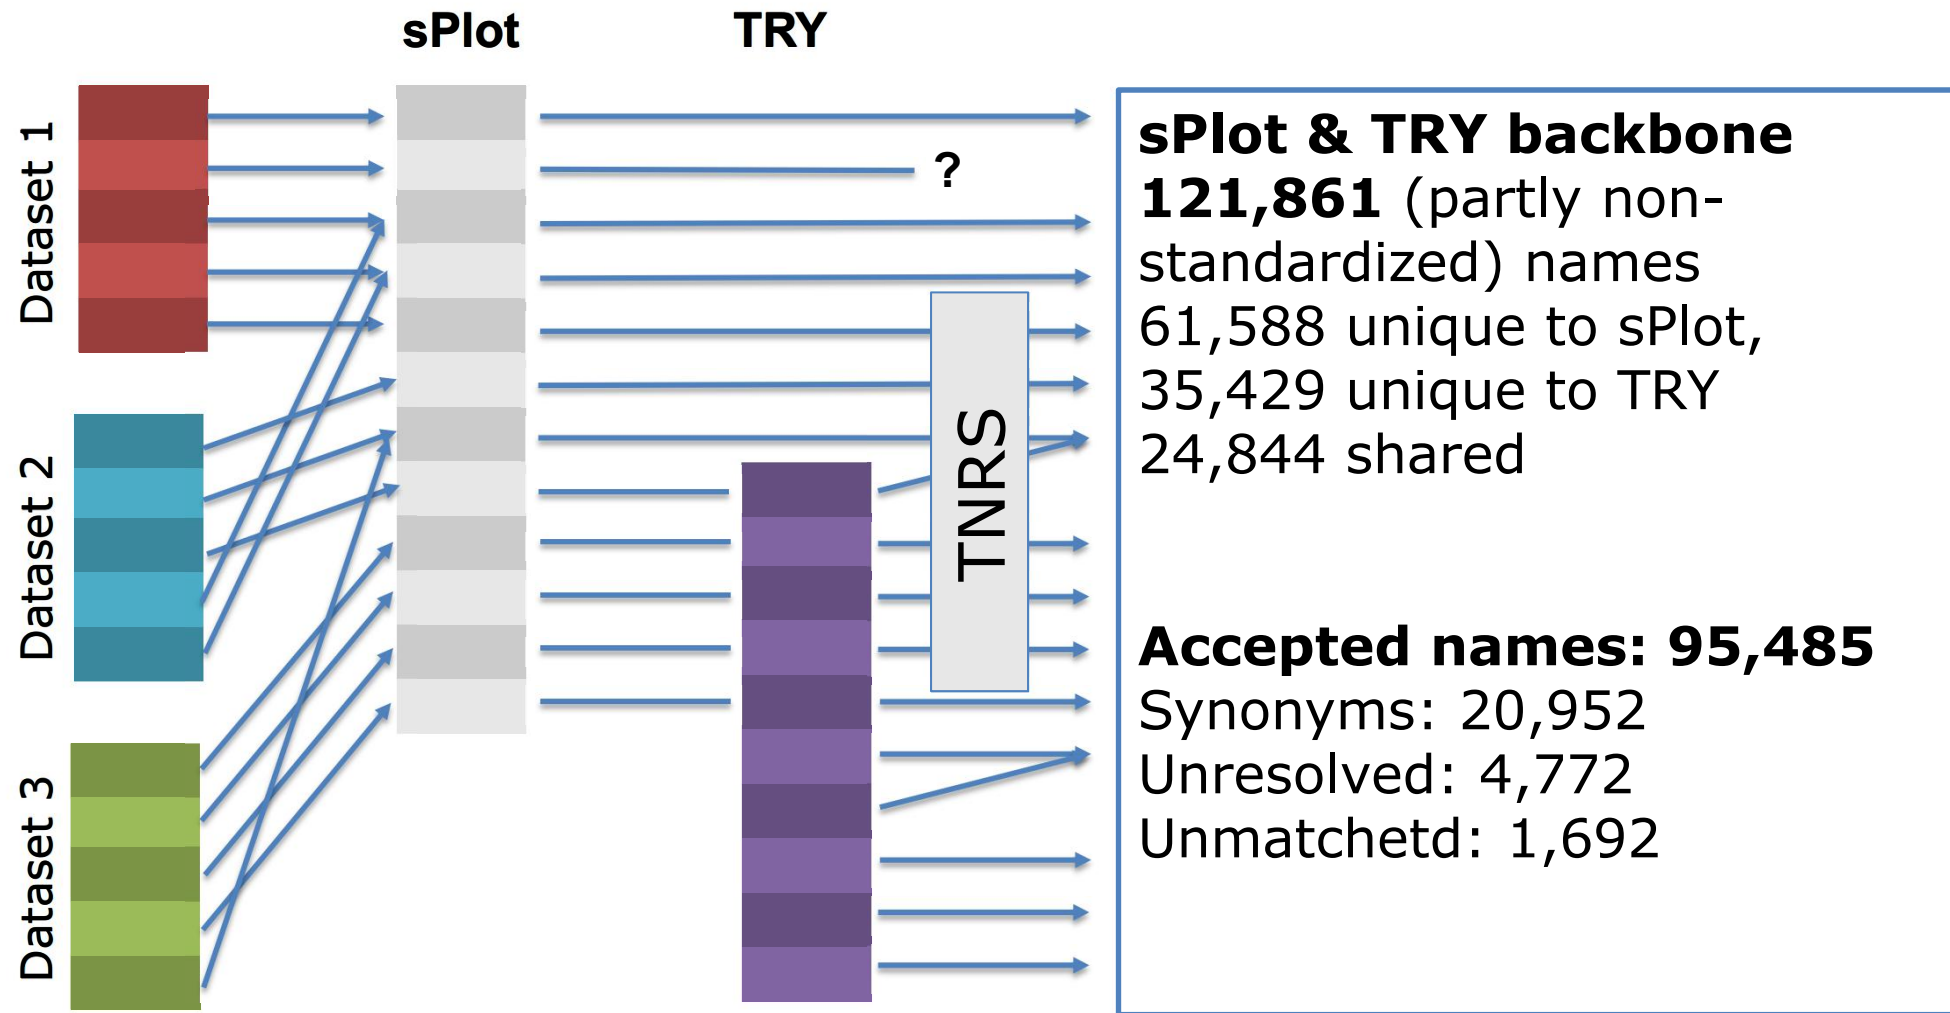 sPlot
TRY
Dataset 1
Dataset 2
Dataset 3
?
TNRS
sPlot & TRY backbone
121,861 (partly non-
standardized) names
61,588 unique to sPlot,
35,429 unique to TRY
24,844 shared
Accepted names: 95,485
Synonyms: 20,952
Unresolved: 4,772
Unmatchetd: 1,692